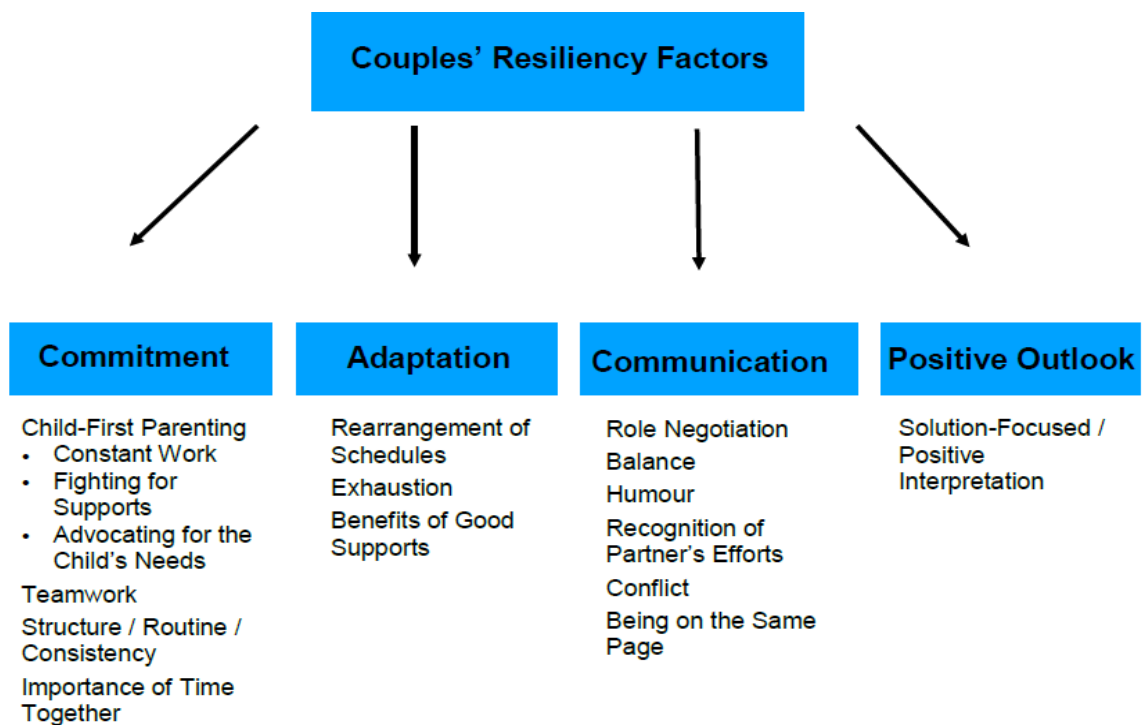 Couples' Resiliency Factors
Commitment
Child-First Parenting
• Constant Work
• Fighting for
Supports
• Advocating for the
Child's Needs
Teamwork
Structure / Routine /
Consistency
Importance of Time
Together
Adaptation
Rearrangement of
Schedules
Exhaustion
Benefits of Good
Supports
Communication
Role Negotiation
Balance
Humour
Recognition of
Partner's Efforts
Conflict
Being on the Same
Page
Positive Outlook
Solution-Focused /
Positive
Interpretation